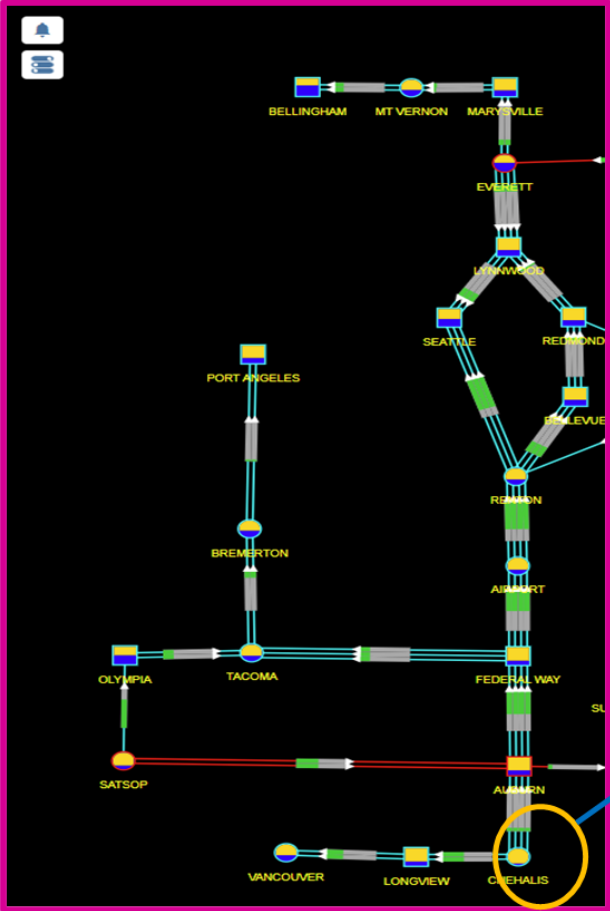 BELLINGHAM MT VERNON MARYSVILLE
EVERETT
LYNNWOOD
SEATTLE REDMOND
PORT ANGELES
BELLEVUE
RENTON
BREMERTON
AIRPORT
OLYMPIA TACOMA FEDERAL WAY
SU
SATSOP AUBURN
VANCOUVER LONGVIEW CHEHALIS